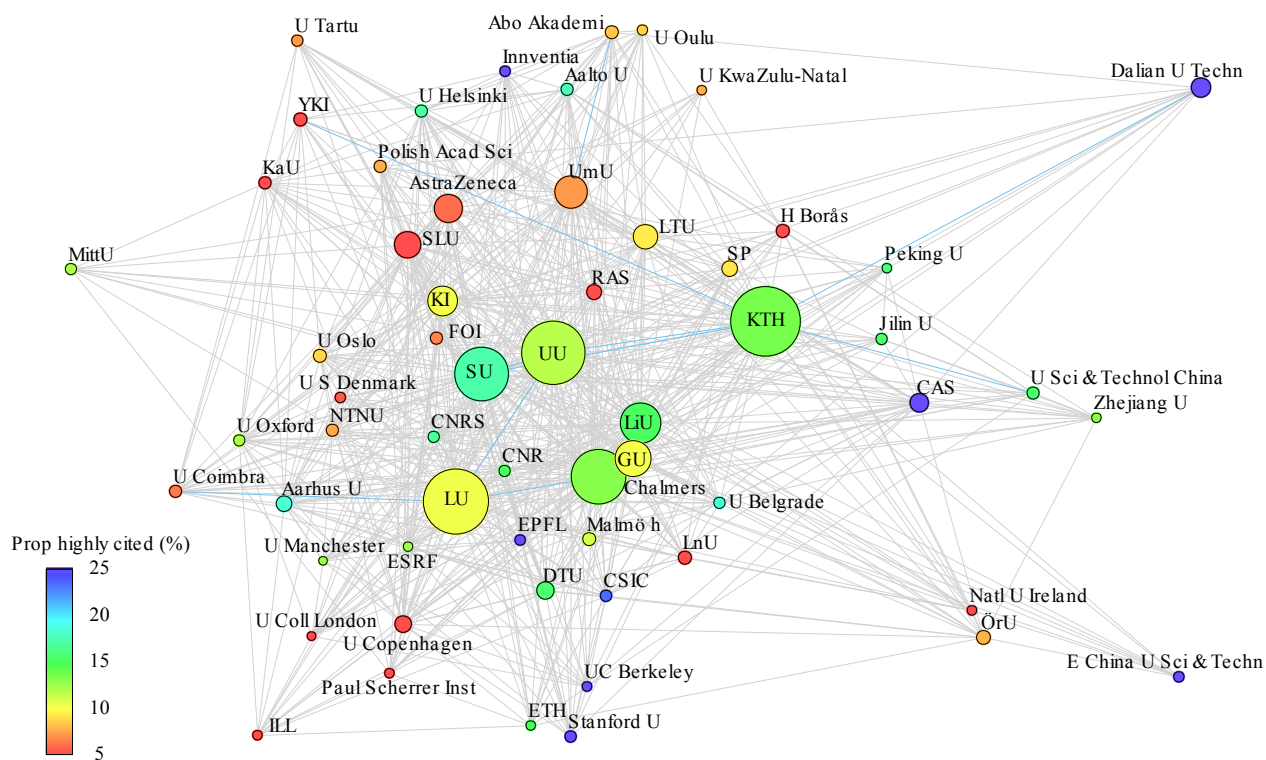 U Tartu
Abo Akademi
U Oulu
Innventia
Aalto U
U KwaZulu-Natal
Dalian U Techn
YKI
U Helsinki
Polish Acad Sci
KaU
AstraZeneca
UmU
H Borås
LTU
SLU
SP
Peking U
MittU
RAS
KI
KTH
Jilin U
FOI
U Oslo
UU
SU
U S Denmark
CAS
U Sci & Technol China
Zhejiang U
NTNU
U Oxford
CNRS
LiU
GU
CNR
U Coimbra
Aarhus U
LU
Chalmers
U Belgrade
EPFL
Malmö h
LnU
Prop highly cited (%)
U Manchester
ESRF
25
20
15
10
5
DTU
CSIC
Natl U Ireland
ÖrU
U Coll London
U Copenhagen
E China U Sci & Techn
UC Berkeley
Paul Scherrer Inst
ETH
Stanford U
ILL